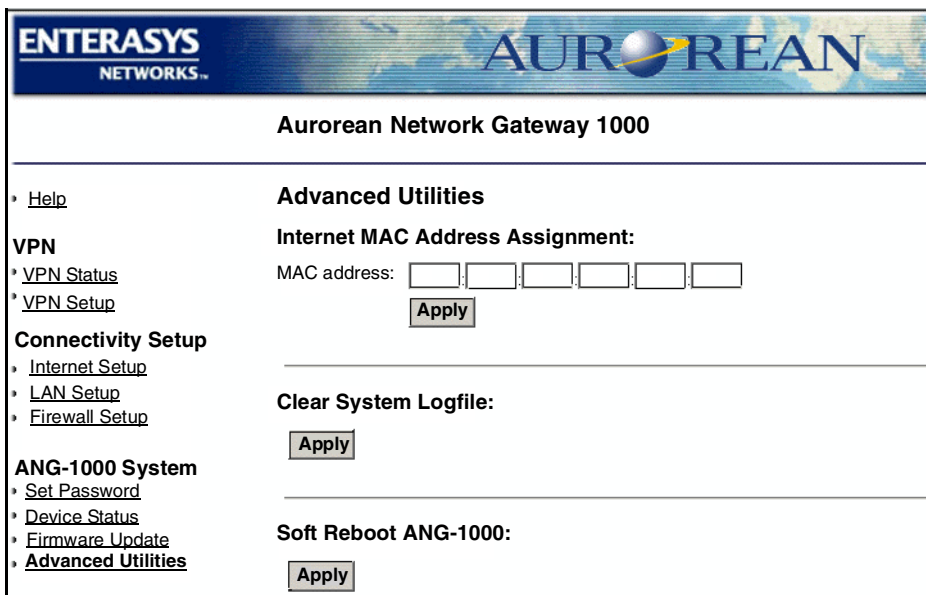 ENTERASYS
NETWORKS™
AUROREAN
Aurorean Network Gateway 1000
Help
VPN
VPN Status
VPN Setup
Connectivity Setup
Internet Setup
LAN Setup
Firewall Setup
ANG-1000 System
Set Password
Device Status
Firmware Update
Advanced Utilities
Advanced Utilities
Internet MAC Address Assignment:
MAC address: : : : : :
Apply
Clear System Logfile:
Apply
Soft Reboot ANG-1000:
Apply